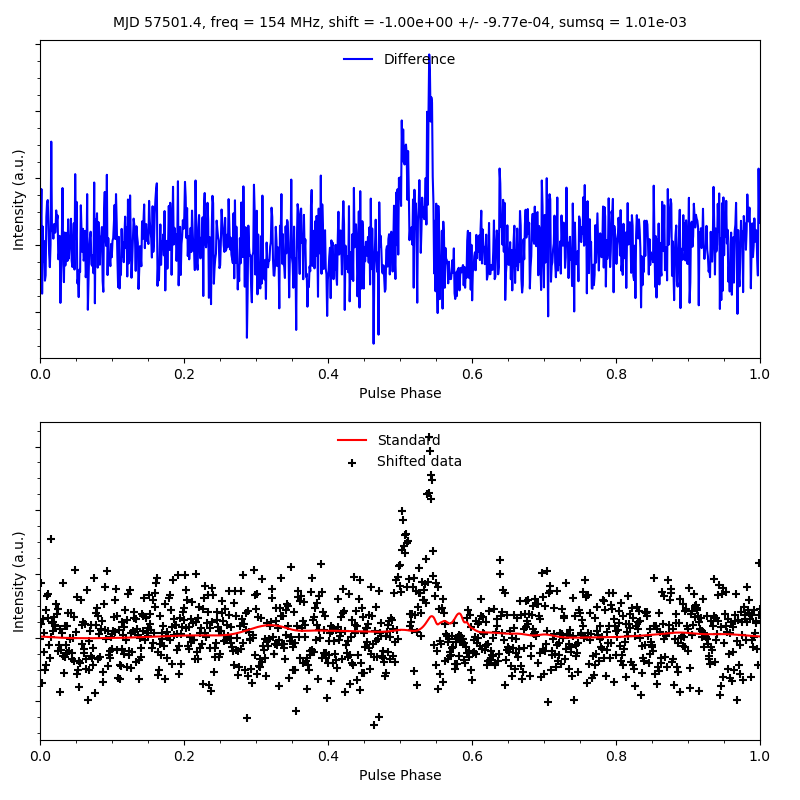 MJD 57501.4, freq = 154 MHz, shift = -1.00e+00 +/- -9.77e-04, sumsq = 1.01e-03
Difference
Intensity (a.u.)
0.0 0.2 0.4 0.6 0.8 1.0
Pulse Phase
Standard
Shifted data
Intensity (a.u.)
0.0 0.2 0.4 0.6 0.8 1.0
Pulse Phase